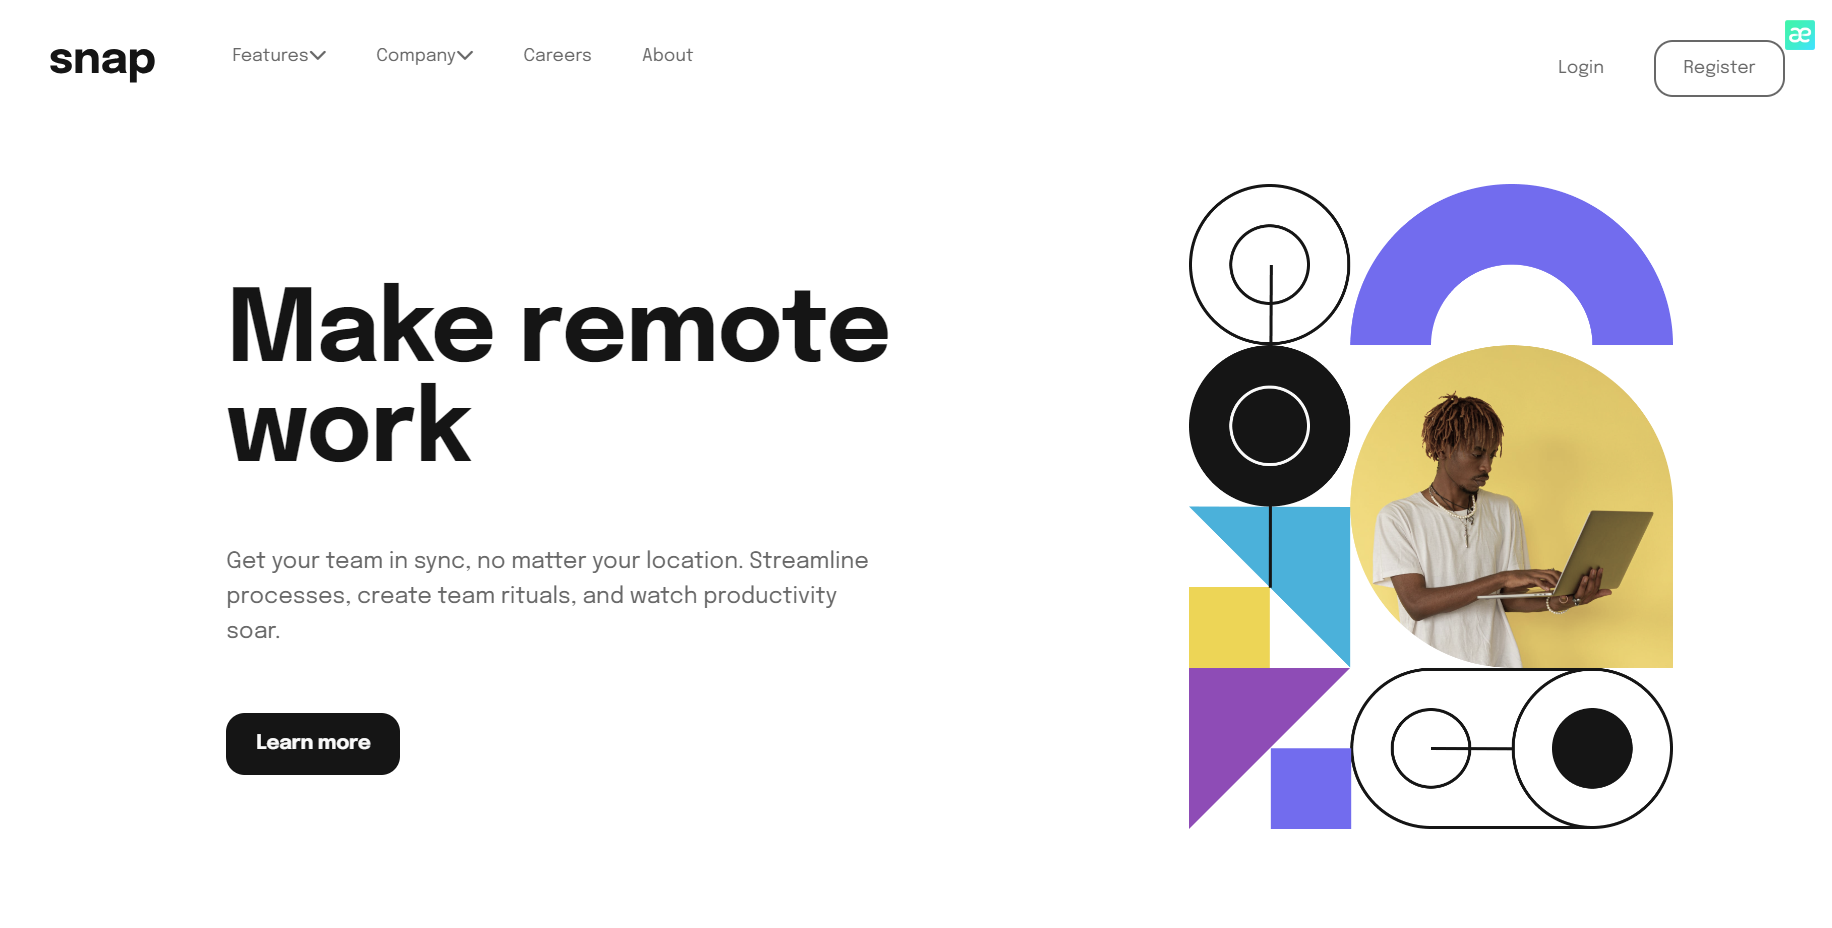 snap
Features
Company
Careers
About
Login
Register
æ
Make remote
work
Get your team in sync, no matter your location. Streamline
processes, create team rituals, and watch productivity
soar.
Learn more